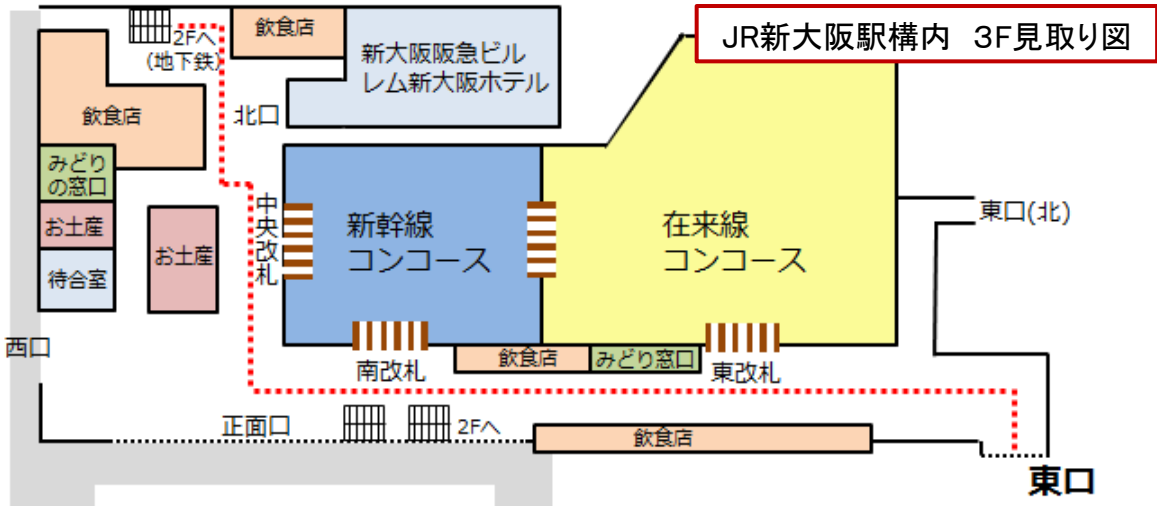 JR新大阪駅構内 3F見取り図
2Fへ
(地下鉄)
飲食店
新大阪阪急ビル
レム新大阪ホテル
飲食店
北口
みどり
の窓口
お土産
待合室
お土産
中央改札
新幹線
コンコース
在来線
コンコース
東口(北)
西口
南改札
飲食店
みどり窓口
東改札
正面口
2Fへ
飲食店
東口